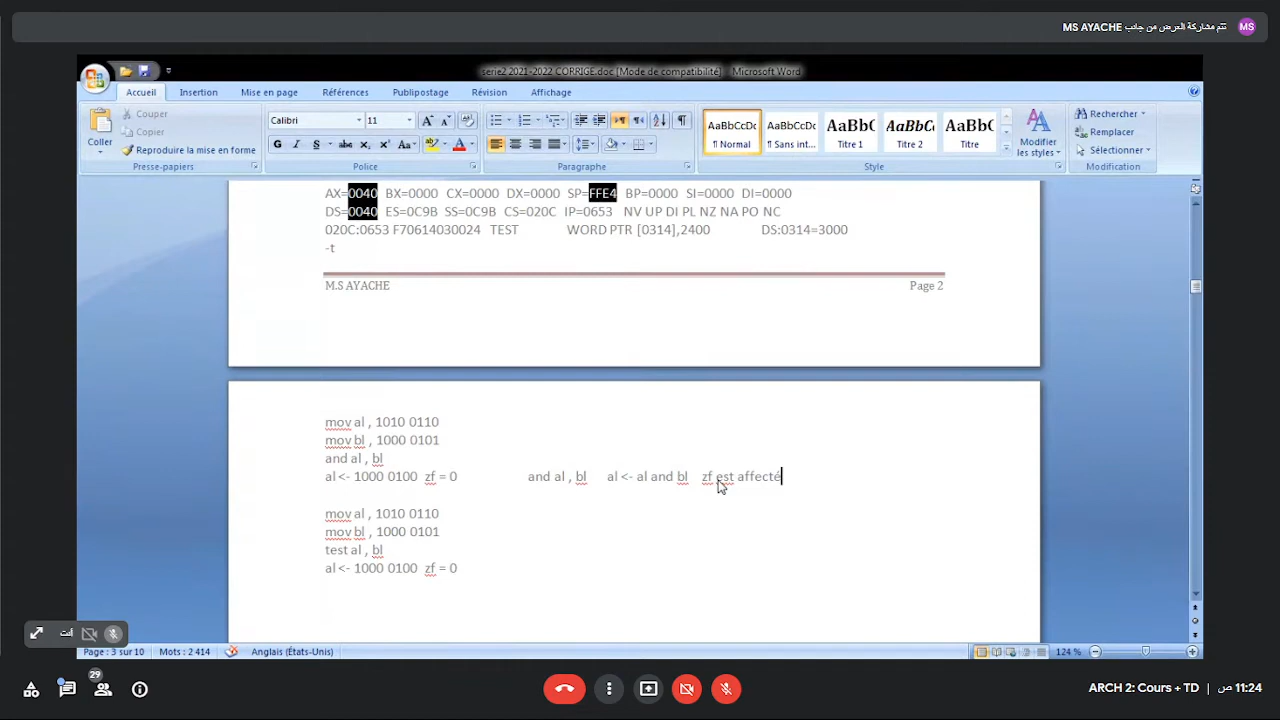 تتم مشاركة العرض من جانب MS AYACHE
MS
serie2 2021-2022 CORRIGE.doc [Mode de compatibilité] - Microsoft Word
Accueil Insertion Mise en page Références Publipostage Révision Affichage
Coller
Couper
Copier
Reproduire la mise en forme
Presse-papiers
Calibri 11
G I S abc X₂ X² Aa
Police
Paragraphe
AaBbCcDc AaBbCcDc AaBbC AaBbCc AaBbC
¶ Normal ¶ Sans int... Titre 1 Titre 2 Titre
Modifier les styles
Style
Rechercher
Remplacer
Sélectionner
Modification
AX=0040 BX=0000 CX=0000 DX=0000 SP=FFE4 BP=0000 SI=0000 DI=0000
DS=0040 ES=0C9B SS=0C9B CS=020C IP=0653 NV UP DI PL NZ NA PO NC
020C:0653 F70614030024 TEST WORD PTR [0314],2400 DS:0314=3000
-t
M.S AYACHE Page 2
mov al , 1010 0110
mov bl , 1000 0101
and al , bl
al <- 1000 0100 zf = 0 and al , bl al <- al and bl zf est affecté
mov al , 1010 0110
mov bl , 1000 0101
test al , bl
al <- 1000 0100 zf = 0
أنت
Page : 3 sur 10 Mots : 2 414 Anglais (États-Unis) 124 %
29
ARCH 2: Cours + TD | 11:24 ص